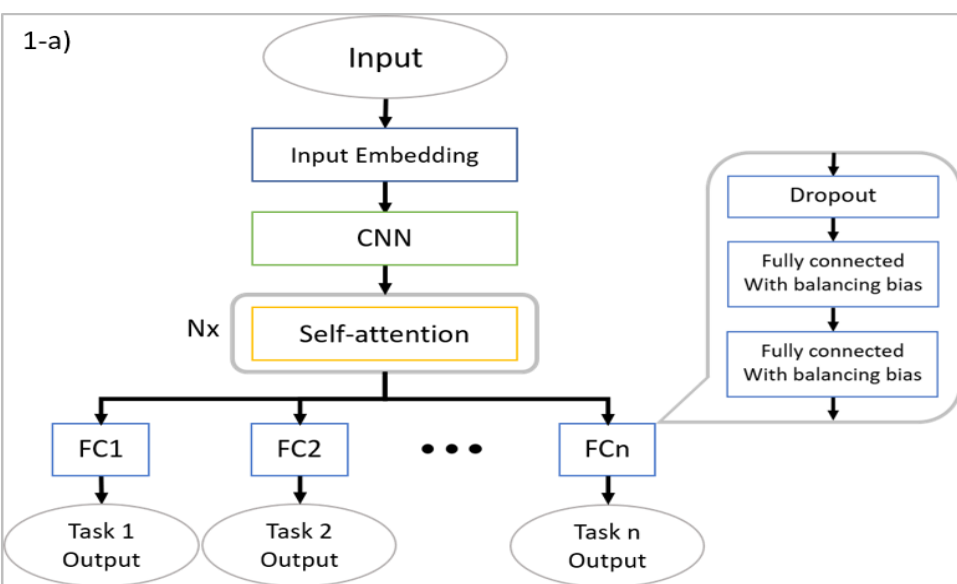 1-a)
Input
Input Embedding
CNN
Nx
Self-attention
FC1
FC2
FCn
Task 1
Output
Task 2
Output
Task n
Output
Dropout
Fully connected
With balancing bias
Fully connected
With balancing bias